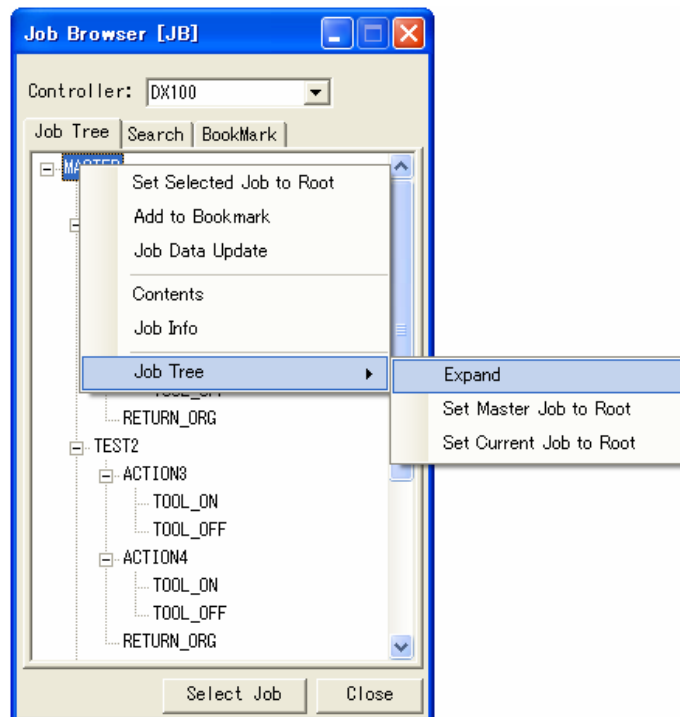 Job Browser [JB]
Controller: DX100
Job Tree Search BookMark
MASTER
Set Selected Job to Root
Add to Bookmark
Job Data Update
Contents
Job Info
Job Tree
Expand
Set Master Job to Root
Set Current Job to Root
TOOL_OFF
RETURN_ORG
TEST2
ACTION3
TOOL_ON
TOOL_OFF
ACTION4
TOOL_ON
TOOL_OFF
RETURN_ORG
Select Job Close